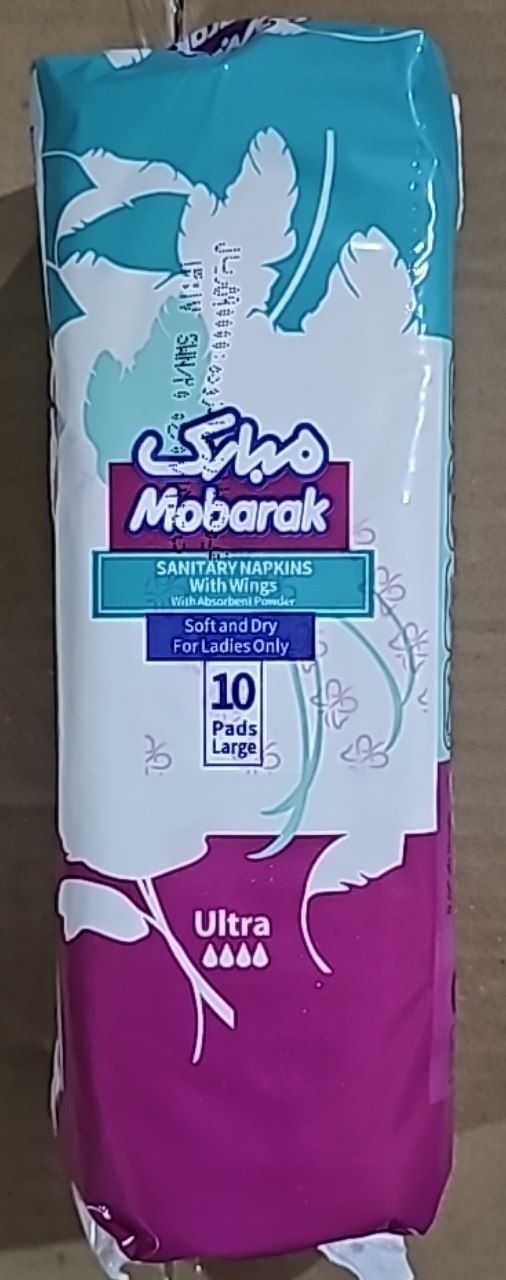 مبارک
Mobarak
SANITARY NAPKINS
With Wings
With Absorbent Powder
Soft and Dry
For Ladies Only
10
Pads
Large
Ultra